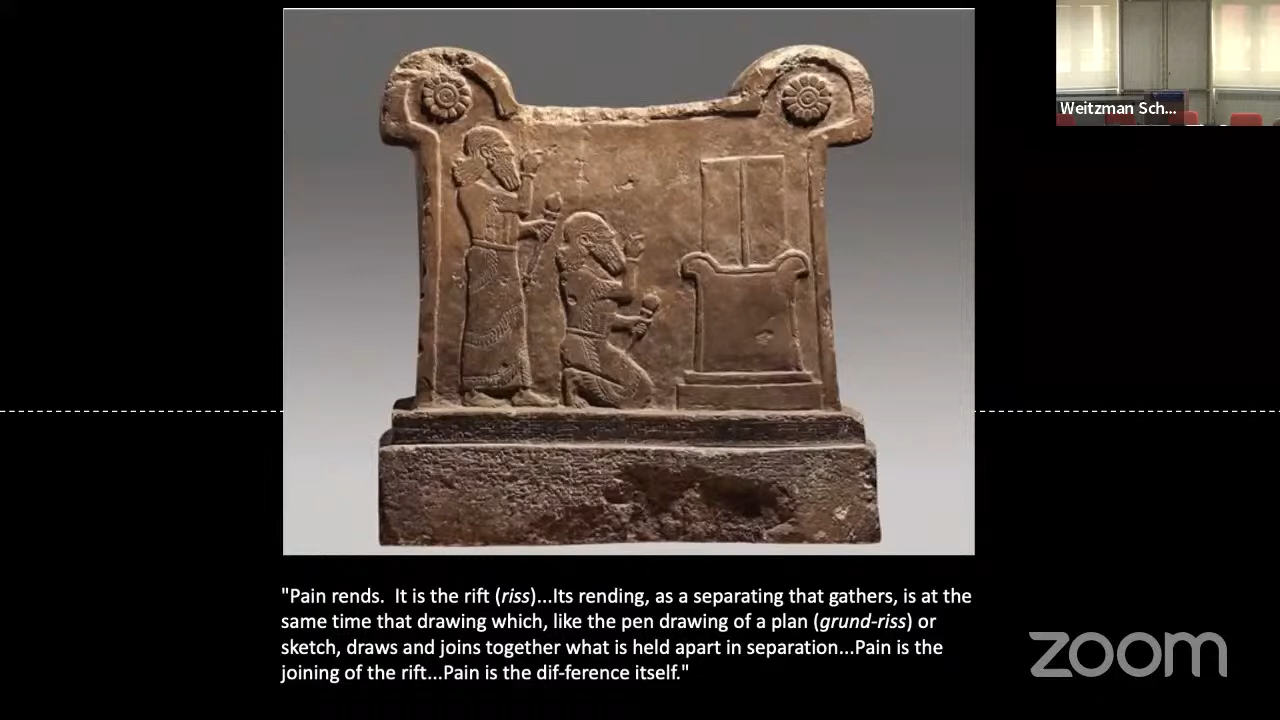 Weitzman Sch...
"Pain rends.  It is the rift (riss)...Its rending, as a separating that gathers, is at the
same time that drawing which, like the pen drawing of a plan (grund-riss) or
sketch, draws and joins together what is held apart in separation...Pain is the
joining of the rift...Pain is the dif-ference itself."
zoom